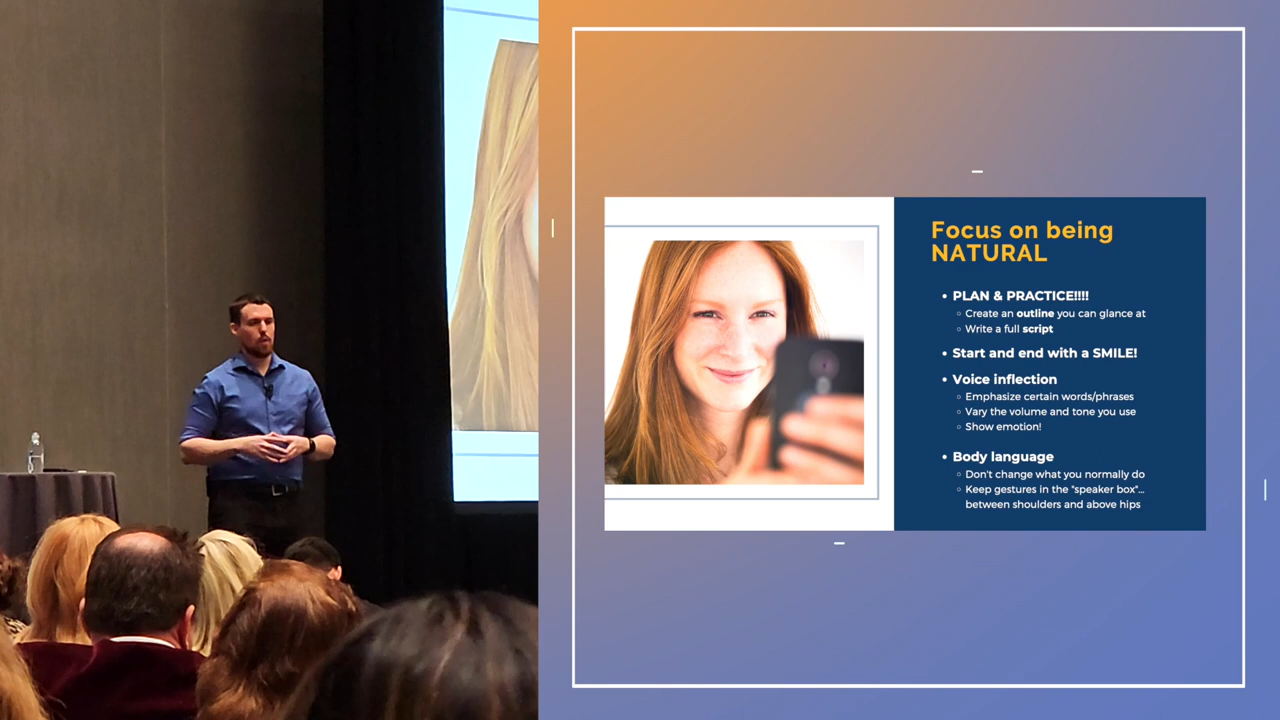 Focus on being
NATURAL
• PLAN & PRACTICE!!!!
◦ Create an outline you can glance at
◦ Write a full script
• Start and end with a SMILE!
• Voice inflection
◦ Emphasize certain words/phrases
◦ Vary the volume and tone you use
◦ Show emotion!
• Body language
◦ Don't change what you normally do
◦ Keep gestures in the "speaker box"...
between shoulders and above hips